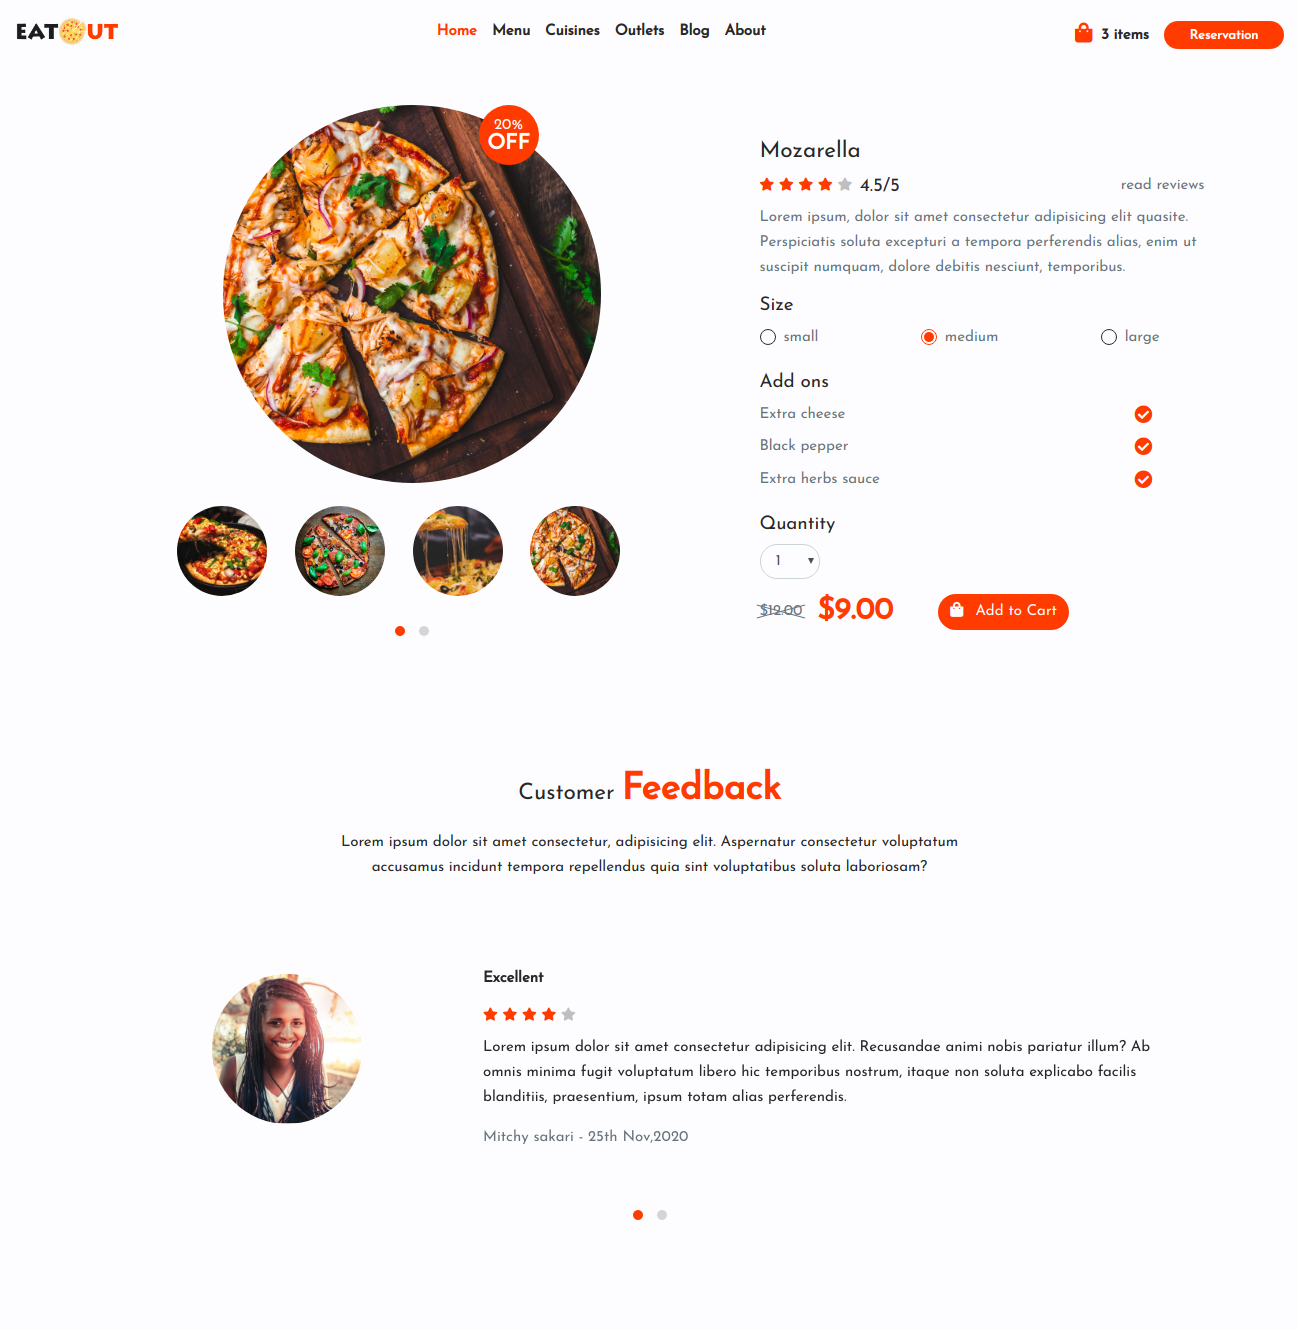 EAT UT
Home Menu Cuisines Outlets Blog About
3 items
Reservation
20%
OFF
Mozarella
4.5/5
read reviews
Lorem ipsum, dolor sit amet consectetur adipisicing elit quasite.
Perspiciatis soluta excepturi a tempora perferendis alias, enim ut
suscipit numquam, dolore debitis nesciunt, temporibus.
Size
small medium large
Add ons
Extra cheese
Black pepper
Extra herbs sauce
Quantity
1
$12.00 $9.00
Add to Cart
Customer Feedback
Lorem ipsum dolor sit amet consectetur, adipisicing elit. Aspernatur consectetur voluptatum
accusamus incidunt tempora repellendus quia sint voluptatibus soluta laboriosam?
Excellent
Lorem ipsum dolor sit amet consectetur adipisicing elit. Recusandae animi nobis pariatur illum? Ab
omnis minima fugit voluptatum libero hic temporibus nostrum, itaque non soluta explicabo facilis
blanditiis, praesentium, ipsum totam alias perferendis.
Mitchy sakari - 25th Nov,2020